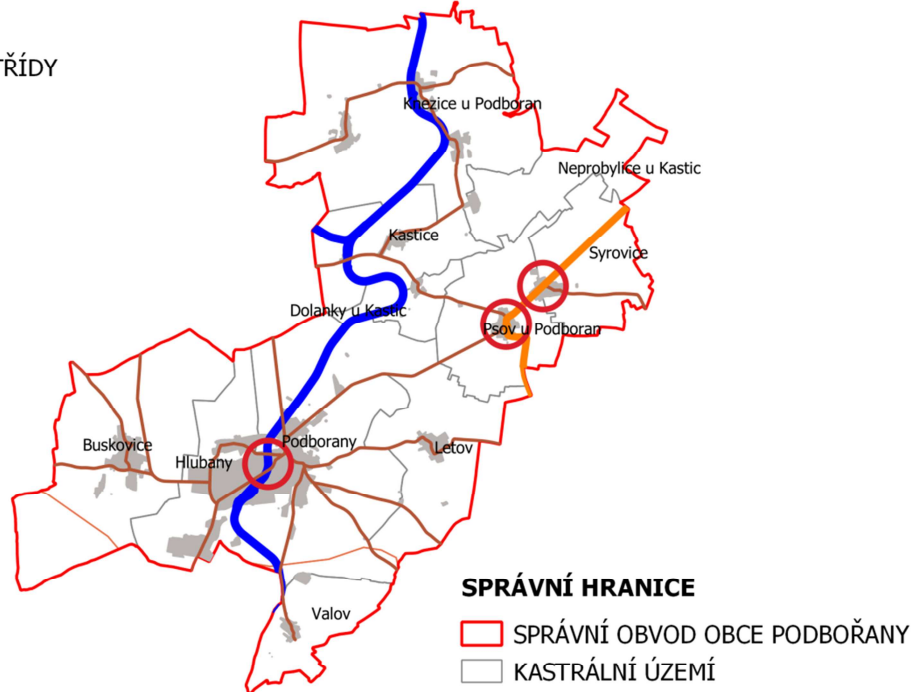 TŘÍDY
Knezice u Podboran
Neprobylice u Kastic
Kastice
Syrovice
Dolanky u Kastic
Psov u Podboran
Buskovice
Podborany
Hlubany
Letov
Valov
SPRÁVNÍ HRANICE
SPRÁVNÍ OBVOD OBCE PODBOŘANY
KASTRÁLNÍ ÚZEMÍ